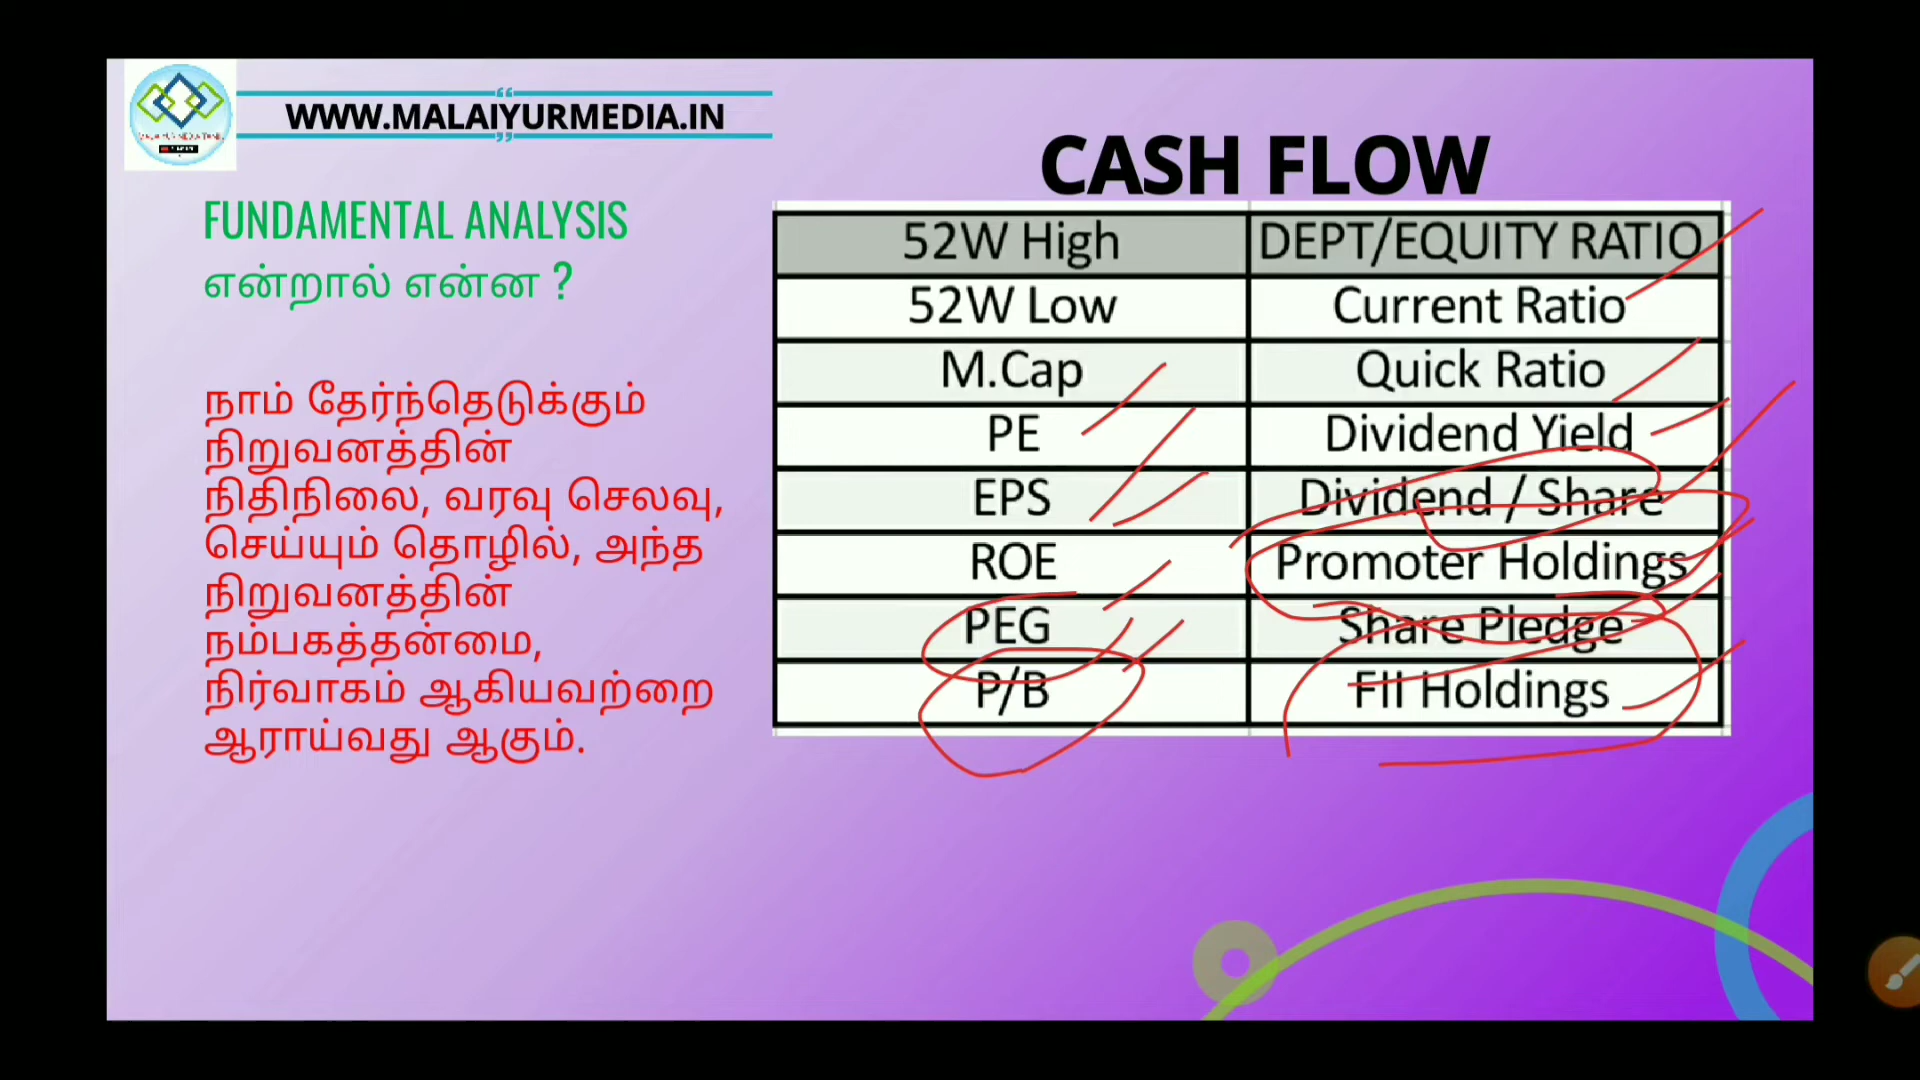 WWW.MALAIYURMEDIA.IN
CASH FLOW
FUNDAMENTAL ANALYSIS
என்றால் என்ன ?
நாம் தேர்ந்தெடுக்கும்
நிறுவனத்தின்
நிதிநிலை, வரவு செலவு,
செய்யும் தொழில், அந்த
நிறுவனத்தின்
நம்பகத்தன்மை,
நிர்வாகம் ஆகியவற்றை
ஆராய்வது ஆகும்.
52W High DEPT/EQUITY RATIO
52W Low Current Ratio
M.Cap Quick Ratio
PE Dividend Yield
EPS Dividend / Share
ROE Promoter Holdings
PEG Share Pledge
P/B FII Holdings